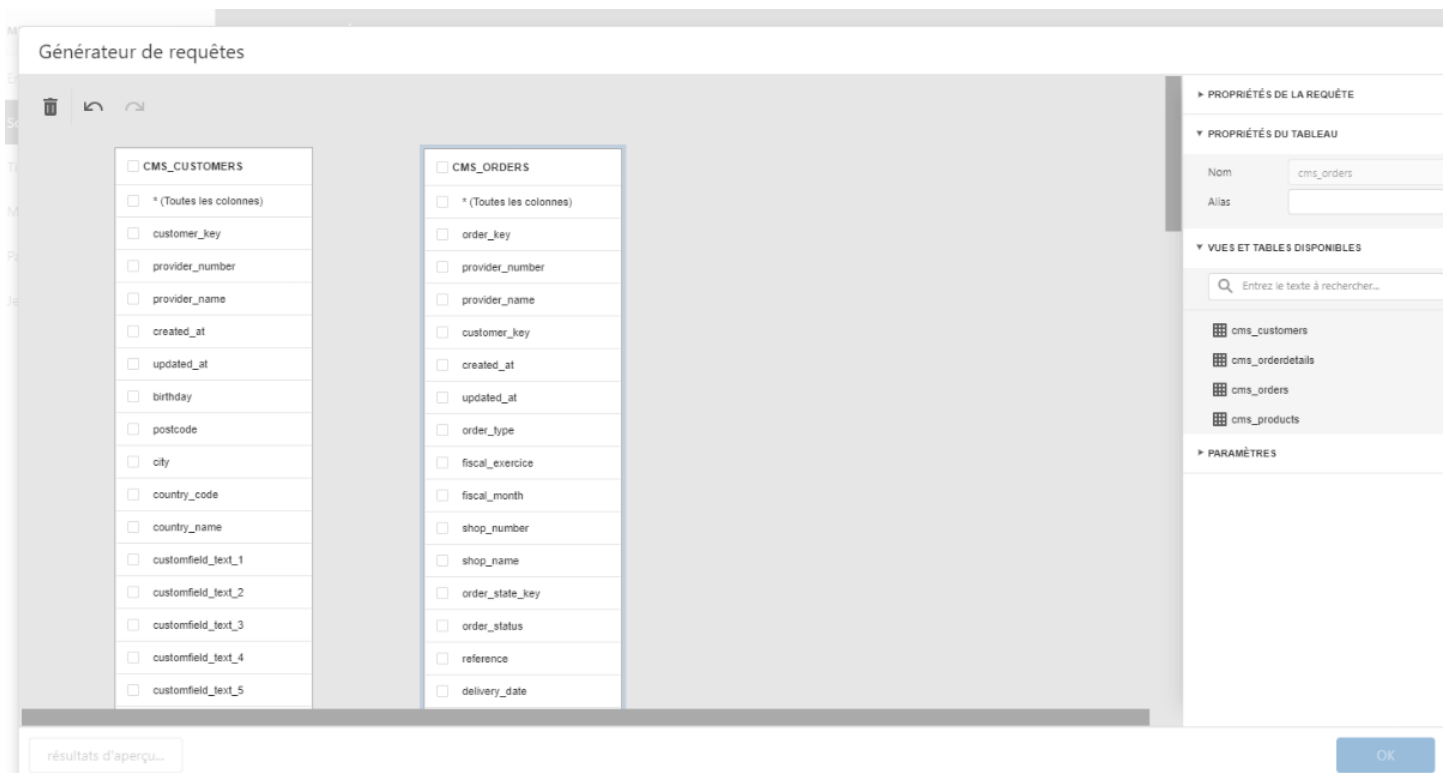 Générateur de requêtes
CMS_CUSTOMERS
* (Toutes les colonnes)
customer_key
provider_number
provider_name
created_at
updated_at
birthday
postcode
city
country_code
country_name
customfield_text_1
customfield_text_2
customfield_text_3
customfield_text_4
customfield_text_5
CMS_ORDERS
* (Toutes les colonnes)
order_key
provider_number
provider_name
customer_key
created_at
updated_at
order_type
fiscal_exercice
fiscal_month
shop_number
shop_name
order_state_key
order_status
reference
delivery_date
PROPRIÉTÉS DE LA REQUÊTE
PROPRIÉTÉS DU TABLEAU
Nom cms_orders
Alias
VUES ET TABLES DISPONIBLES
Entrez le texte à rechercher...
cms_customers
cms_orderdetails
cms_orders
cms_products
PARAMÈTRES
résultats d'aperçu...
OK